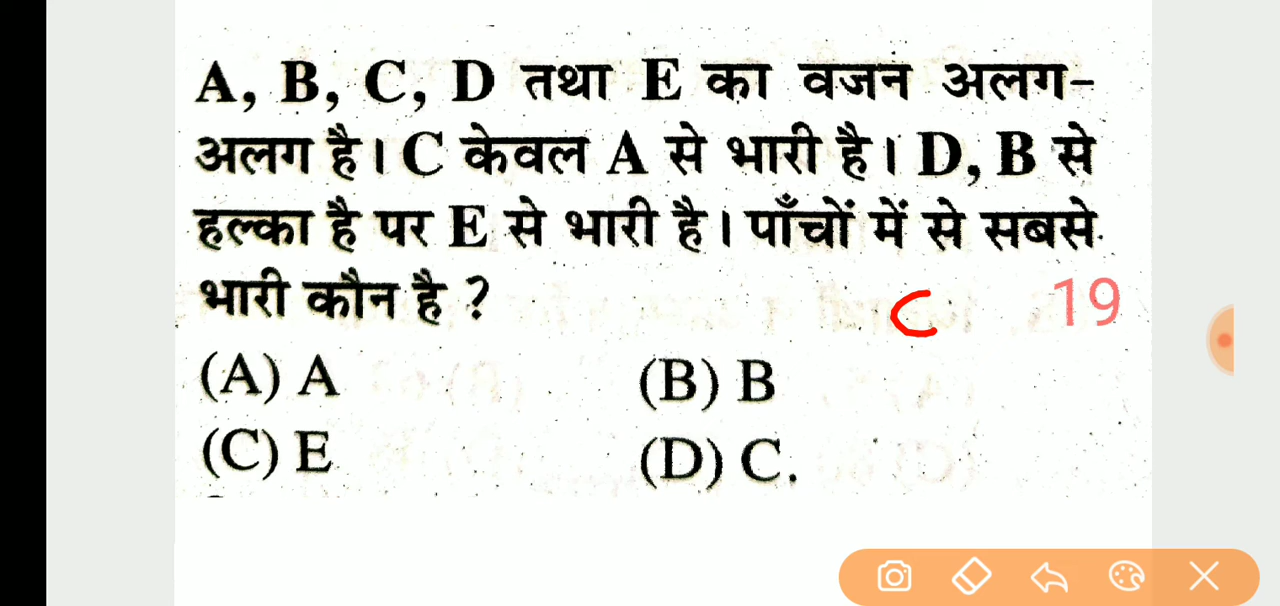 A, B, C, D तथा E का वजन अलग-
अलग है। C केवल A से भारी है। D, B से
हल्का है पर E से भारी है। पाँचों में से सबसे
भारी कौन है ?
C 19
(A) A (B) B
(C) E (D) C.